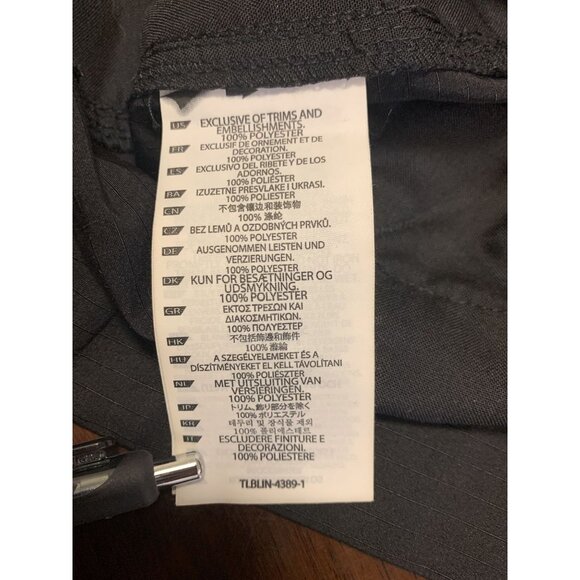 US EXCLUSIVE OF TRIMS AND
EMBELLISHMENTS.
100% POLYESTER
FR EXCLUSIF DE ORNEMENT ET DE
DECORATION.
100% POLYESTER
ES EXCLUSIVO DEL RIBETE Y DE LOS
ADORNOS.
100% POLIÉSTER
BA IZUZETNE PRESVLAKE I UKRASI.
100% POLYESTER
CN 不包含镶边和装饰物
100% 涤纶
CZ BEZ LEMŮ A OZDOBNÝCH PRVKŮ.
100% POLYESTER
DE AUSGENOMMEN LEISTEN UND
VERZIERUNGEN.
100% POLYESTER
DK KUN FOR BESÆTNINGER OG
UDSMYKNING.
100% POLYESTER
GR ΕΚΤΟΣ ΤΡΕΣΩΝ ΚΑΙ
ΔΙΑΚΟΣΜΗΤΙΚΩΝ.
100% ΠΟΛΥΕΣΤΕΡ
HK 不包括飾邊和飾件
100% 滌綸
HU A SZEGÉLYELEMEKET ÉS A
DÍSZÍTMÉNYEKET EL KELL TÁVOLÍTANI
100% POLIÉSZTER
NL MET UITSLUITING VAN
VERSIERINGEN.
100% POLYESTER
JP トリム、飾り部分を除く
100% ポリエステル
KR 테두리 및 장식물 제외
100% 폴리에스테르
IT ESCLUDERE FINITURE E
DECORAZIONI.
100% POLIESTERE
TLBLIN-4389-1